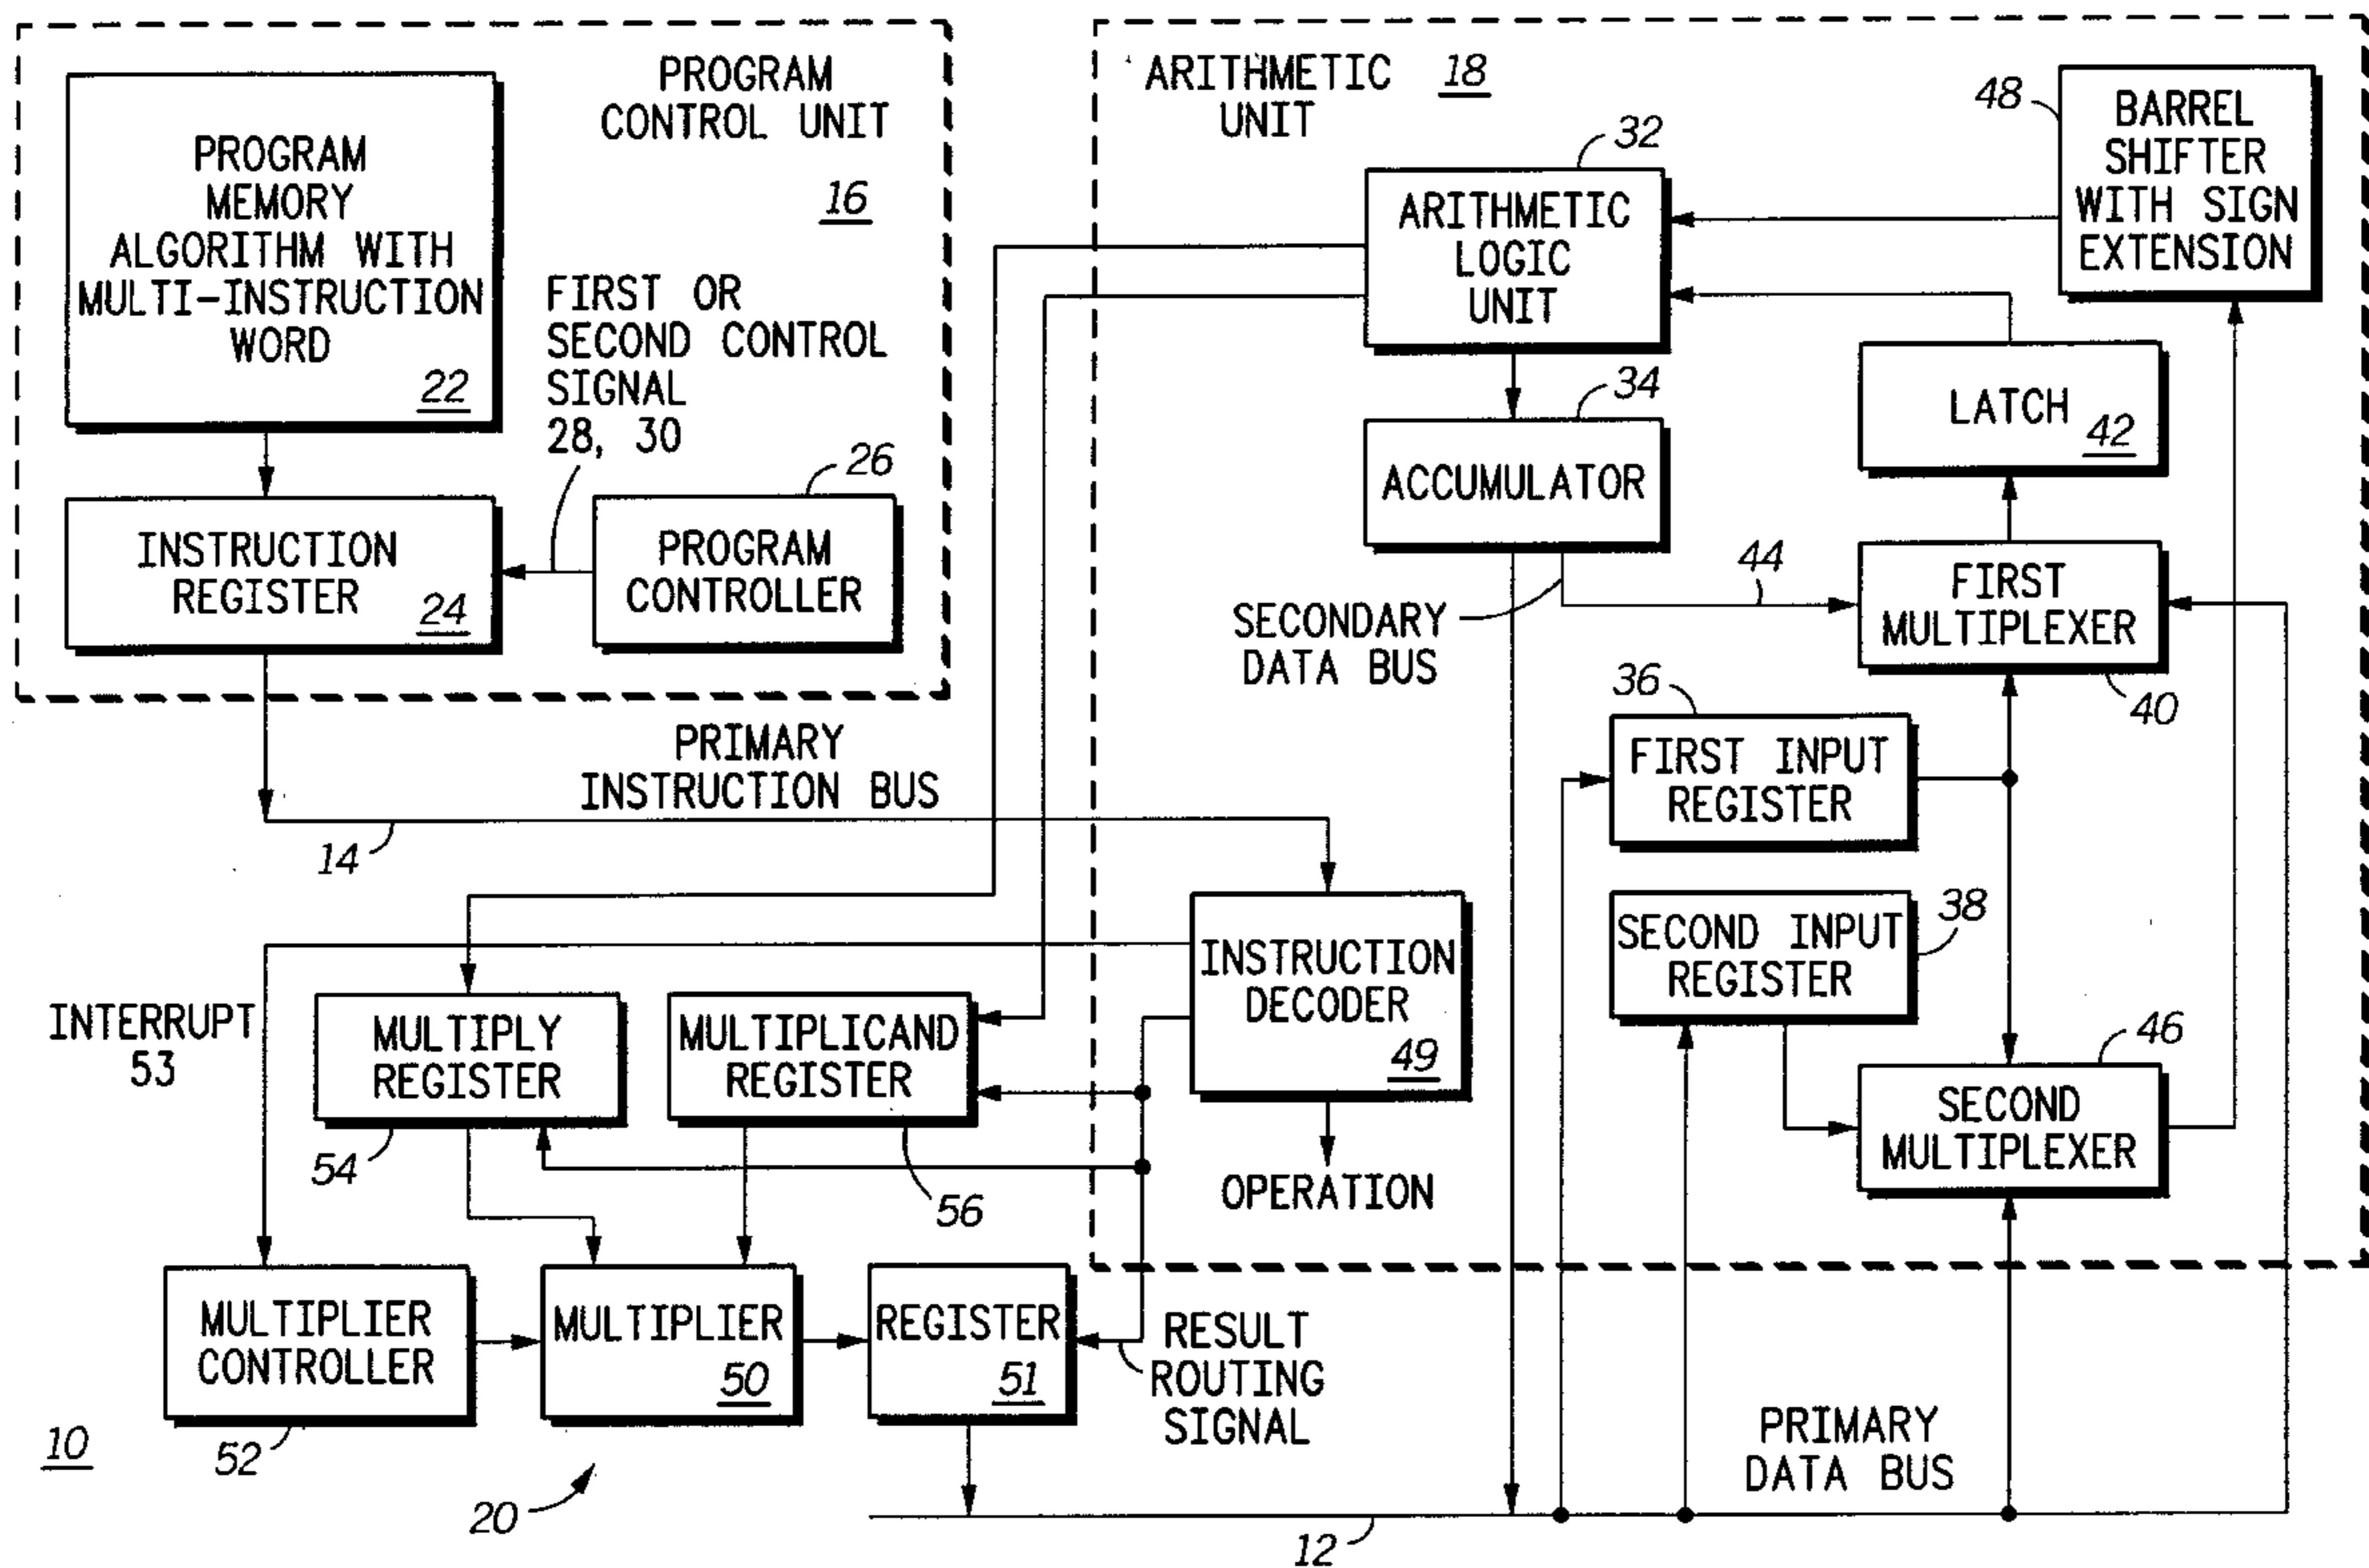 PROGRAM
CONTROL UNIT
16
PROGRAM
MEMORY
ALGORITHM WITH
MULTI-INSTRUCTION
WORD
22
FIRST OR
SECOND CONTROL
SIGNAL
28, 30
26
INSTRUCTION
REGISTER
24
PROGRAM
CONTROLLER
ARITHMETIC
UNIT
18
32
ARITHMETIC
LOGIC
UNIT
48
BARREL
SHIFTER
WITH SIGN
EXTENSION
34
ACCUMULATOR
LATCH
42
44
SECONDARY
DATA BUS
FIRST
MULTIPLEXER
40
36
FIRST INPUT
REGISTER
PRIMARY
INSTRUCTION BUS
14
SECOND INPUT
REGISTER
38
INSTRUCTION
DECODER
49
OPERATION
46
SECOND
MULTIPLEXER
INTERRUPT
53
MULTIPLY
REGISTER
54
MULTIPLICAND
REGISTER
56
MULTIPLIER
CONTROLLER
52
MULTIPLIER
50
REGISTER
51
RESULT
ROUTING
SIGNAL
PRIMARY
DATA BUS
10
20
12